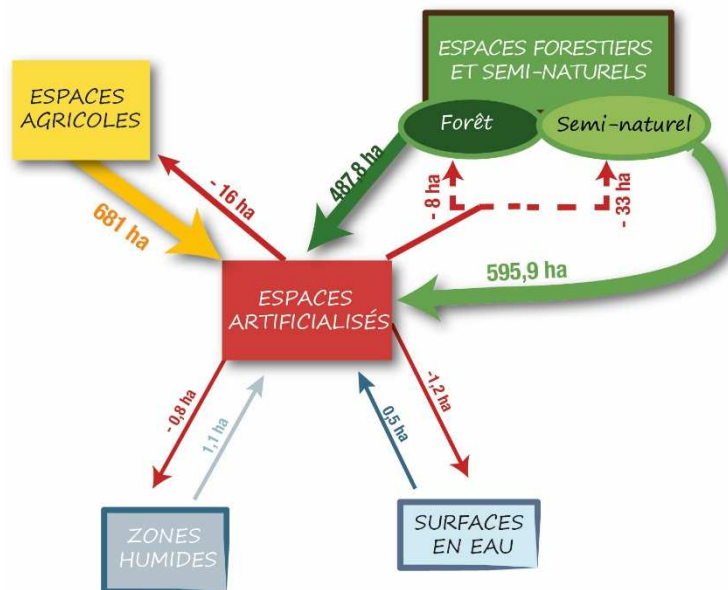 ESPACES FORESTIERS
ET SEMI-NATURELS
ESPACES
AGRICOLES
Forêt
Semi-naturel
487,8 ha
- 8 ha
- 33 ha
- 16 ha
681 ha
595,9 ha
ESPACES
ARTIFICIALISÉS
- 0,8 ha
1,1 ha
0,5 ha
-1,2 ha
ZONES
HUMIDES
SURFACES
EN EAU